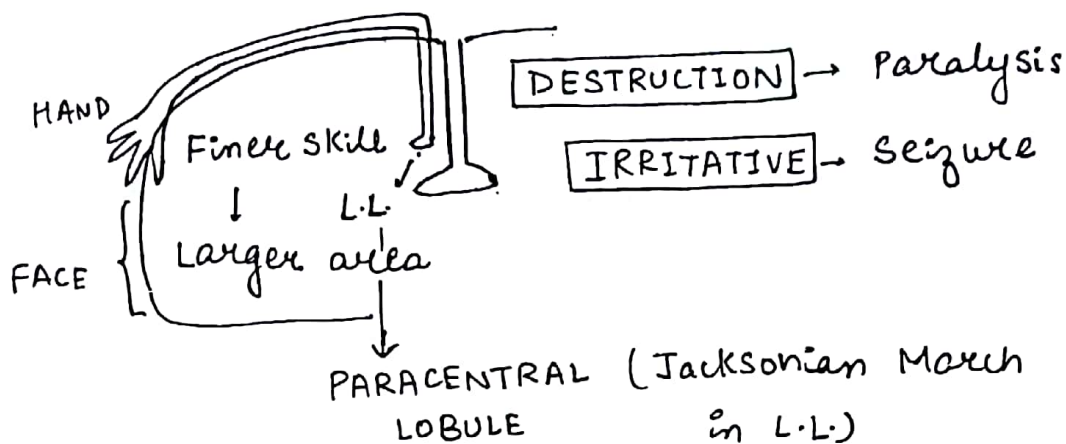 DESTRUCTION → Paralysis
HAND
Finer skill
IRRITATIVE → Seizure
↓
L.L.
Larger area
FACE
PARACENTRAL (Jacksonian March
LOBULE in L.L.)